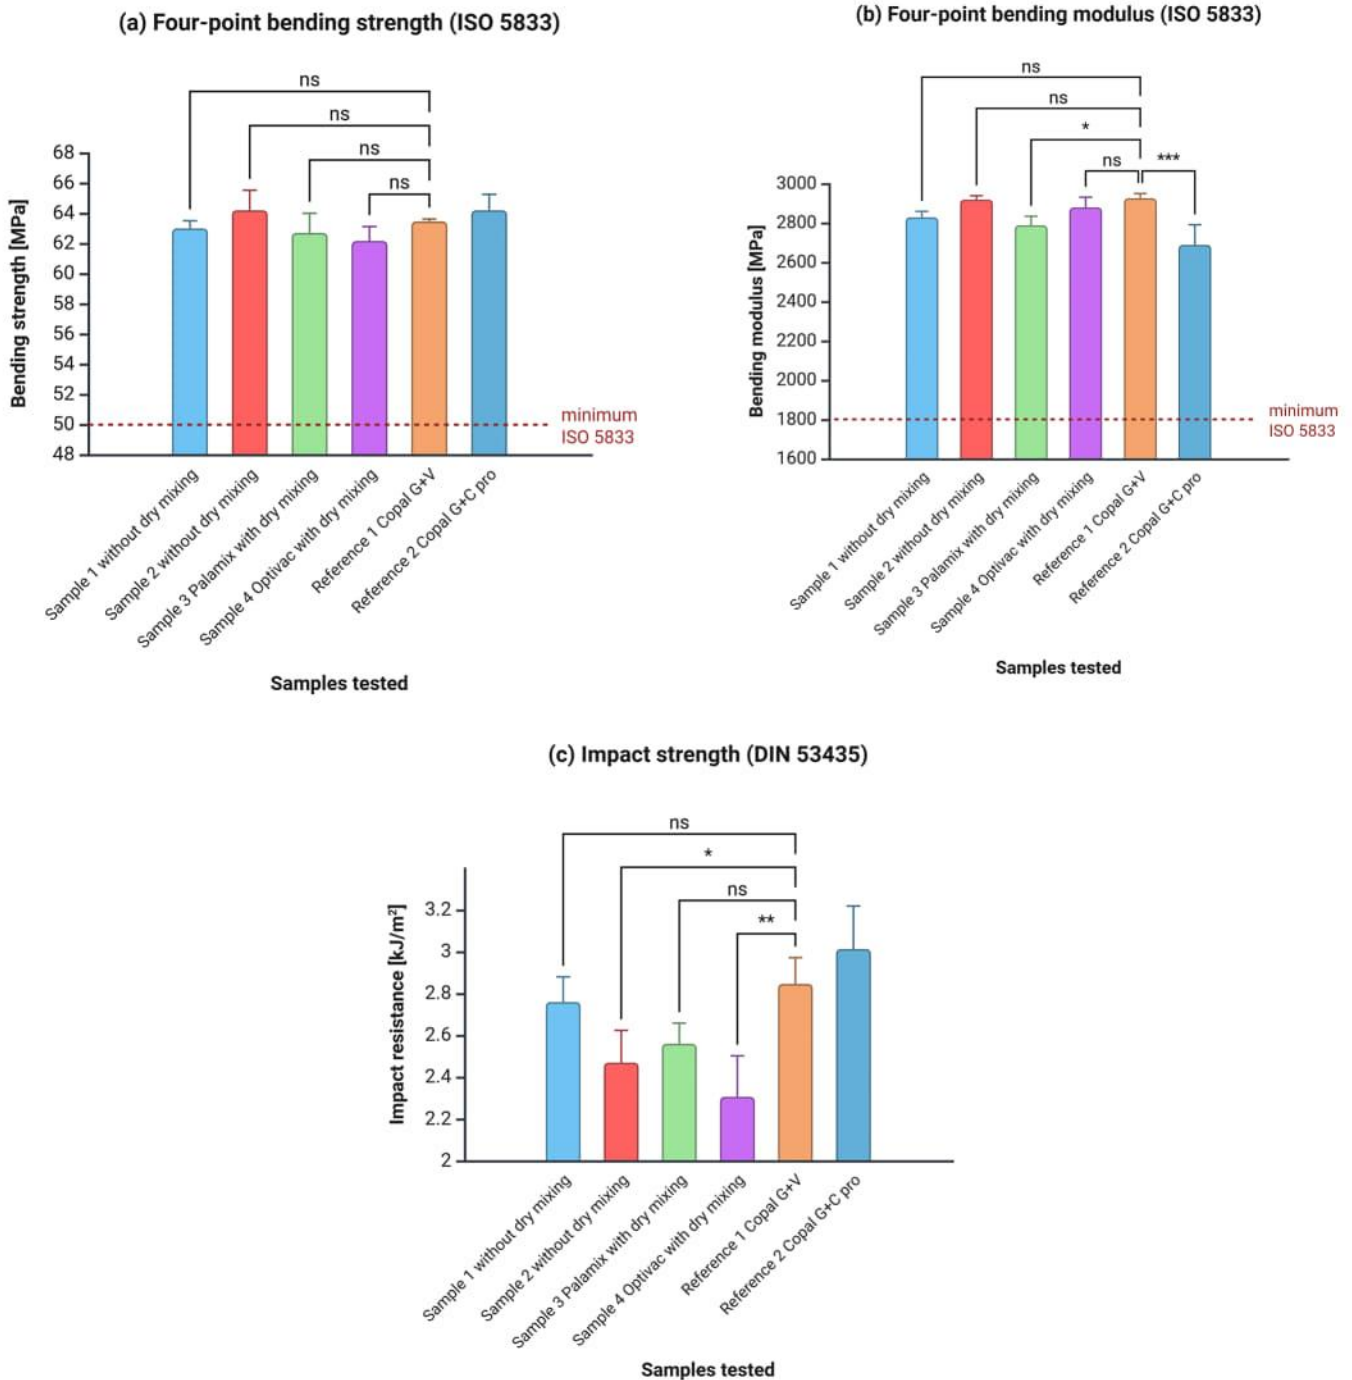 (a) Four-point bending strength (ISO 5833)
ns
ns
ns
ns
68
66
64
62
60
58
56
54
52
50
48
Bending strength [MPa]
minimum
ISO 5833
Sample 1 without dry mixing
Sample 2 without dry mixing
Sample 3 Palamix with dry mixing
Sample 4 Optivac with dry mixing
Reference 1 Copal G+V
Reference 2 Copal G+C pro
Samples tested
(b) Four-point bending modulus (ISO 5833)
ns
ns
*
ns
***
3000
2800
2600
2400
2200
2000
1800
1600
Bending modulus [MPa]
minimum
ISO 5833
Sample 1 without dry mixing
Sample 2 without dry mixing
Sample 3 Palamix with dry mixing
Sample 4 Optivac with dry mixing
Reference 1 Copal G+V
Reference 2 Copal G+C pro
Samples tested
(c) Impact strength (DIN 53435)
ns
*
ns
**
3.2
3
2.8
2.6
2.4
2.2
2
Impact resistance [kJ/m²]
Sample 1 without dry mixing
Sample 2 without dry mixing
Sample 3 Palamix with dry mixing
Sample 4 Optivac with dry mixing
Reference 1 Copal G+V
Reference 2 Copal G+C pro
Samples tested